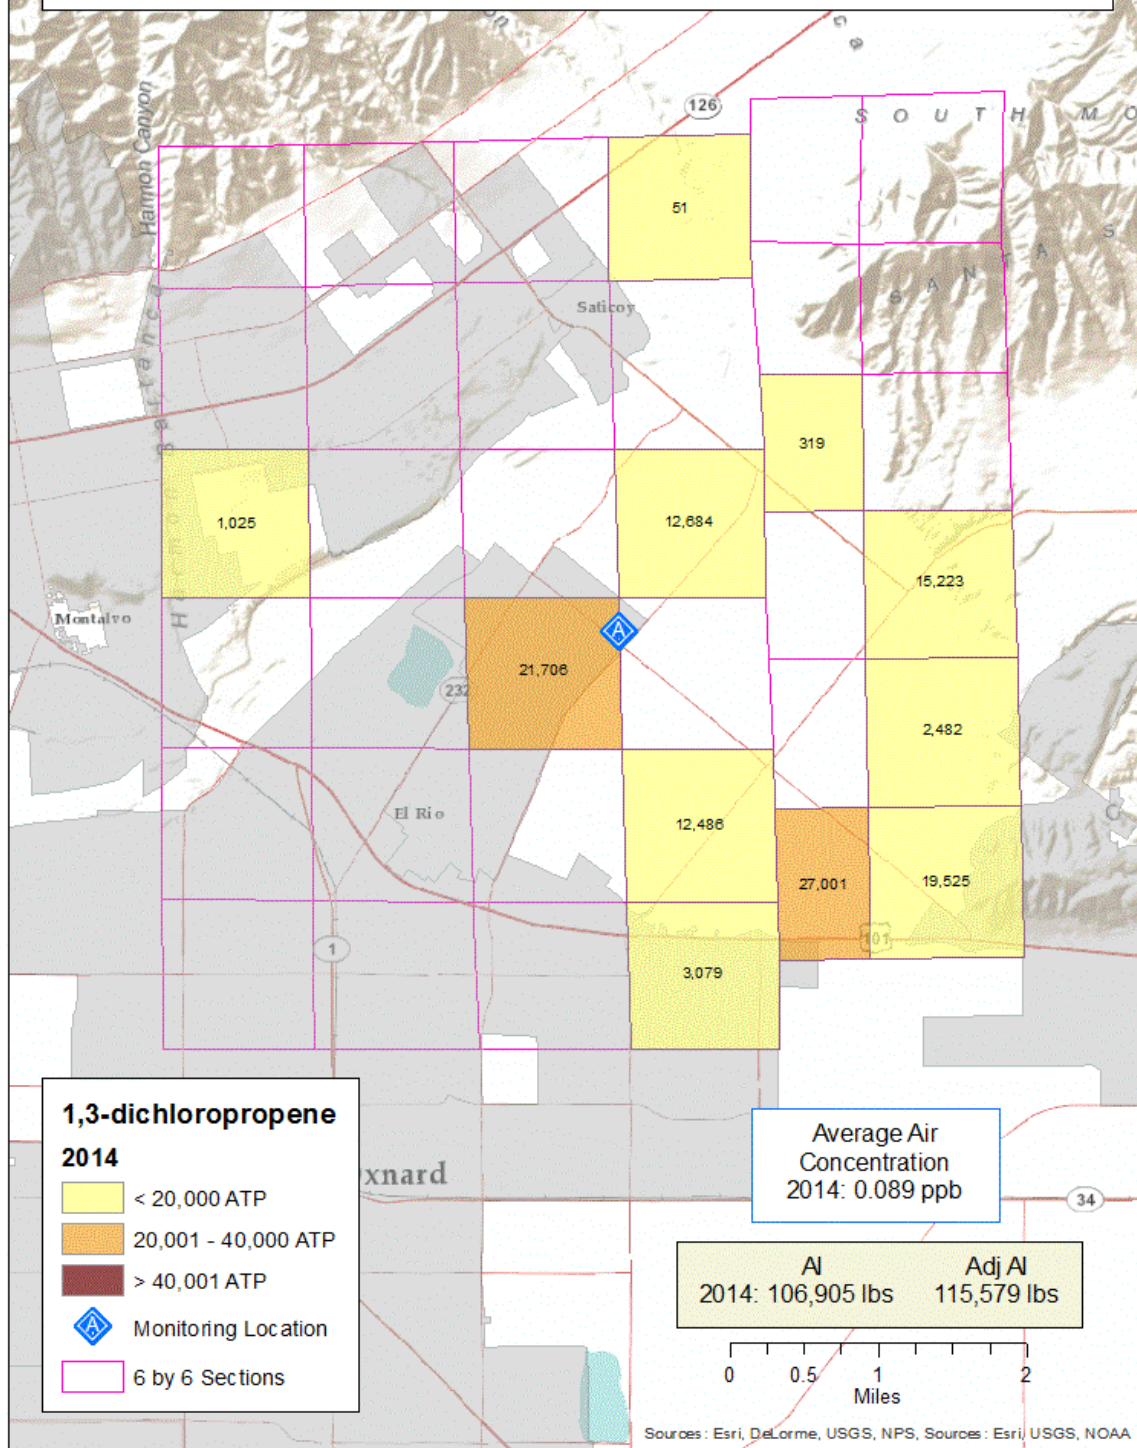 Harmon Canyon
126
SOUTH MO
51
SANTA S
Barranca
Saticoy
319
1,025
12,684
15,223
Harmon
Montalvo
A
21,706
232
2,482
El Rio
12,486
27,001
19,525
C
101
1
3,079
1,3-dichloropropene
2014
< 20,000 ATP
20,001 - 40,000 ATP
> 40,001 ATP
A Monitoring Location
6 by 6 Sections
xnard
Average Air
Concentration
2014: 0.089 ppb
34
AI Adj AI
2014: 106,905 lbs 115,579 lbs
0 0.5 1 2
Miles
Sources: Esri, DeLorme, USGS, NPS, Sources: Esri, USGS, NOAA